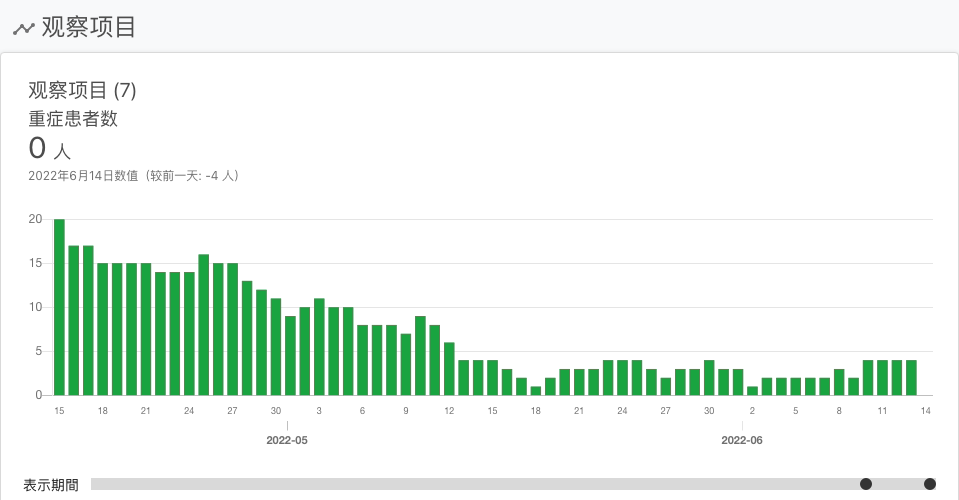 观察项目
观察项目 (7)
重症患者数
0 人
2022年6月14日数值（较前一天: -4 人）
20
15
10
5
0
15 18 21 24 27 30 3 6 9 12 15 18 21 24 27 30 2 5 8 11 14
2022-05 2022-06
表示期間